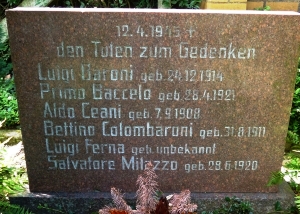 12.4.1945
den Toten zum Gedenken
Luigi Baroni geb. 24.12.1914
Primo Baccelo geb. 28.4.1921
Aldo Ceani geb. 7.9.1908
Bettino Colombaroni geb. 31.8.1911
Luigi Ferna geb. unbekannt
Salvatore Milazzo geb. 28.6.1920